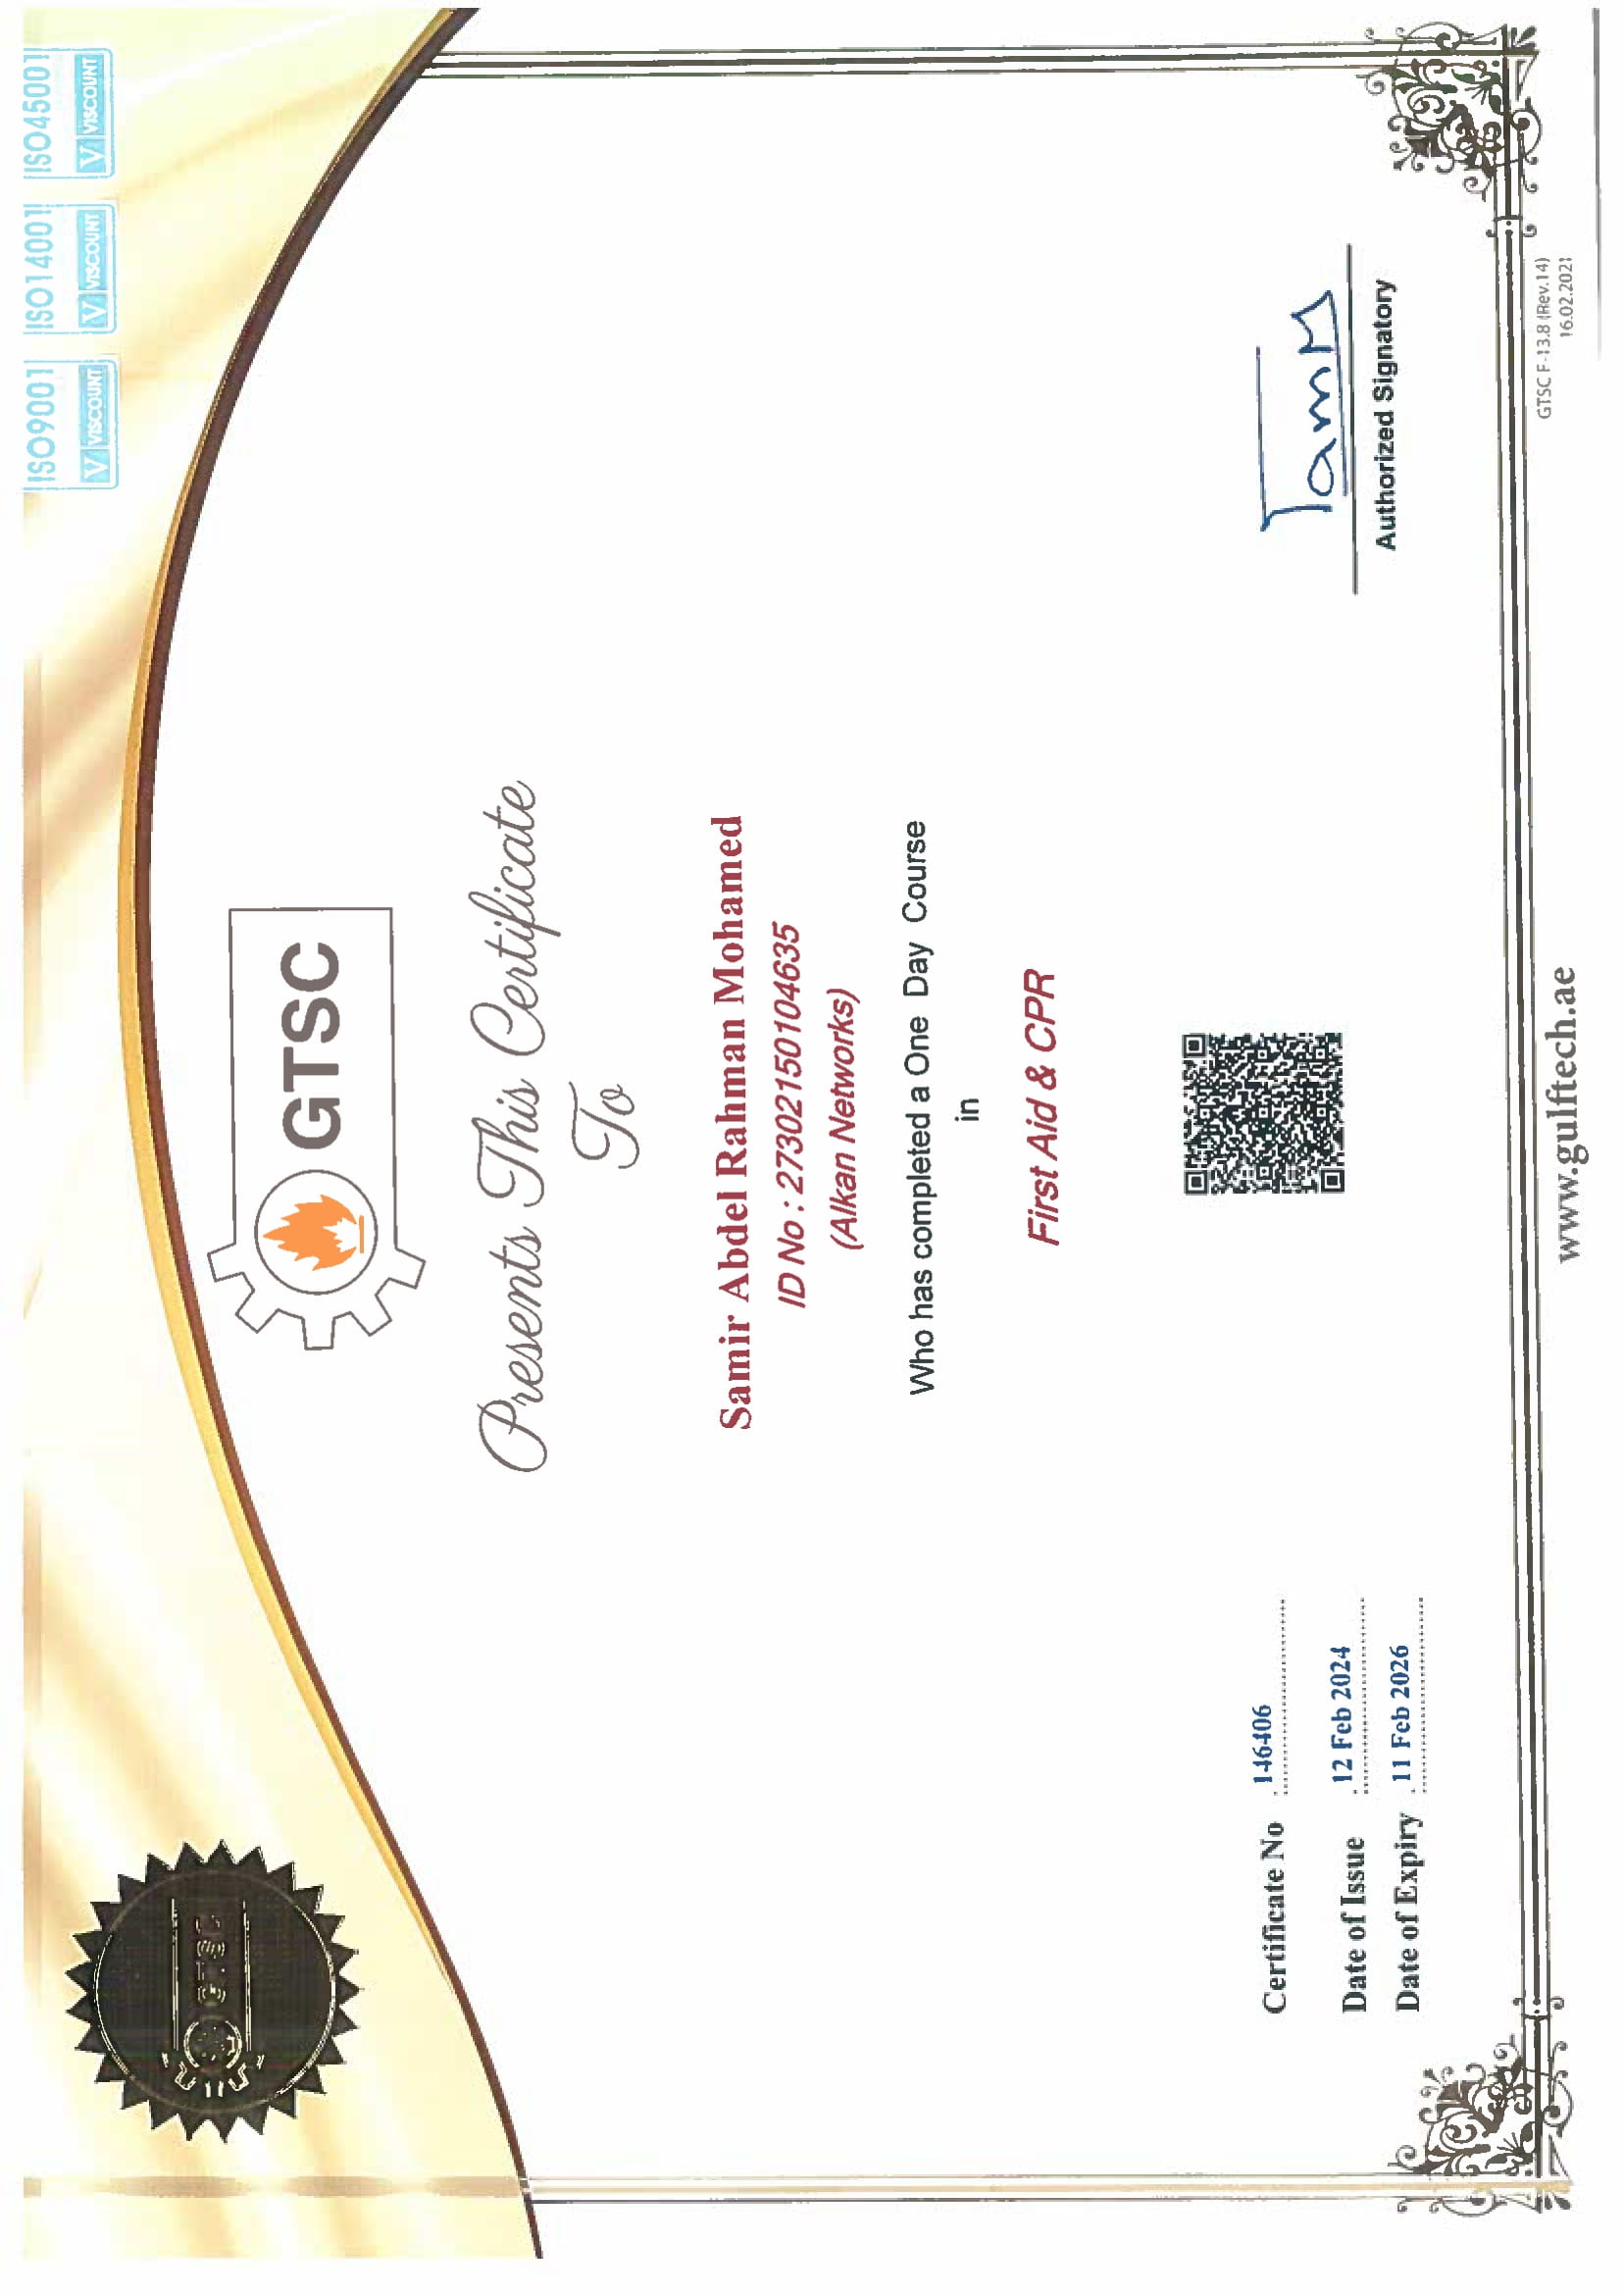 ISO9001 ISO14001 ISO45001
V VISCOUNT V VISCOUNT V VISCOUNT
GTSC
GTSC
Presents This Certificate
To
Samir Abdel Rahman Mohamed
ID No : 27302150104635
(Alkan Networks)
Who has completed a One Day Course
in
First Aid & CPR
Certificate No : 146406
Date of Issue : 12 Feb 2024
Date of Expiry : 11 Feb 2026
Tamm
Authorized Signatory
www.gulftech.ae
GTSC F-13.8 (Rev.14)
16.02.2021